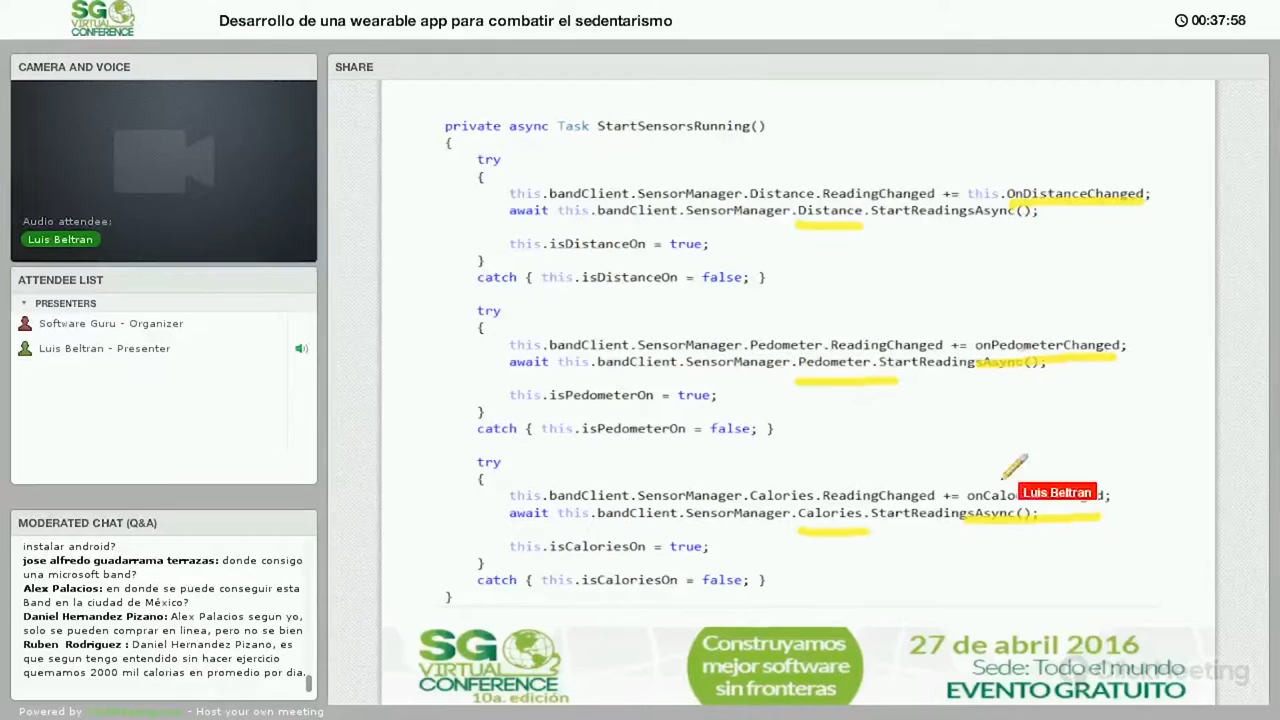 SG
VIRTUAL
CONFERENCE
Desarrollo de una wearable app para combatir el sedentarismo
00:37:58
CAMERA AND VOICE
Audio attendee:
Luis Beltran
ATTENDEE LIST
PRESENTERS
Software Guru - Organizer
Luis Beltran - Presenter
MODERATED CHAT (Q&A)
instalar android?
jose alfredo guadarrama terrazas: donde consigo
una microsoft band?
Alex Palacios: en donde se puede conseguir esta
Band en la ciudad de México?
Daniel Hernandez Pizano: Alex Palacios segun yo,
solo se pueden comprar en linea, pero no se bien
Ruben Rodriguez : Daniel Hernandez Pizano, es
que segun tengo entendido sin hacer ejercicio
quemamos 2000 mil calorias en promedio por dia.
SHARE
private async Task StartSensorsRunning()
{
try
{
this.bandClient.SensorManager.Distance.ReadingChanged += this.OnDistanceChanged;
await this.bandClient.SensorManager.Distance.StartReadingsAsync();
this.isDistanceOn = true;
}
catch { this.isDistanceOn = false; }
try
{
this.bandClient.SensorManager.Pedometer.ReadingChanged += onPedometerChanged;
await this.bandClient.SensorManager.Pedometer.StartReadingsAsync();
this.isPedometerOn = true;
}
catch { this.isPedometerOn = false; }
try
{
this.bandClient.SensorManager.Calories.ReadingChanged +=
Luis Beltran
await this.bandClient.SensorManager.Calories.StartReadingsAsync();
this.isCaloriesOn = true;
}
catch { this.isCaloriesOn = false; }
}
SG
VIRTUAL
CONFERENCE
10a. edición
Construyamos
mejor software
sin fronteras
27 de abril 2016
Sede: Todo el mundo
EVENTO GRATUITO
ClickMeeting
Powered by ClickMeeting.com - Host your own meeting